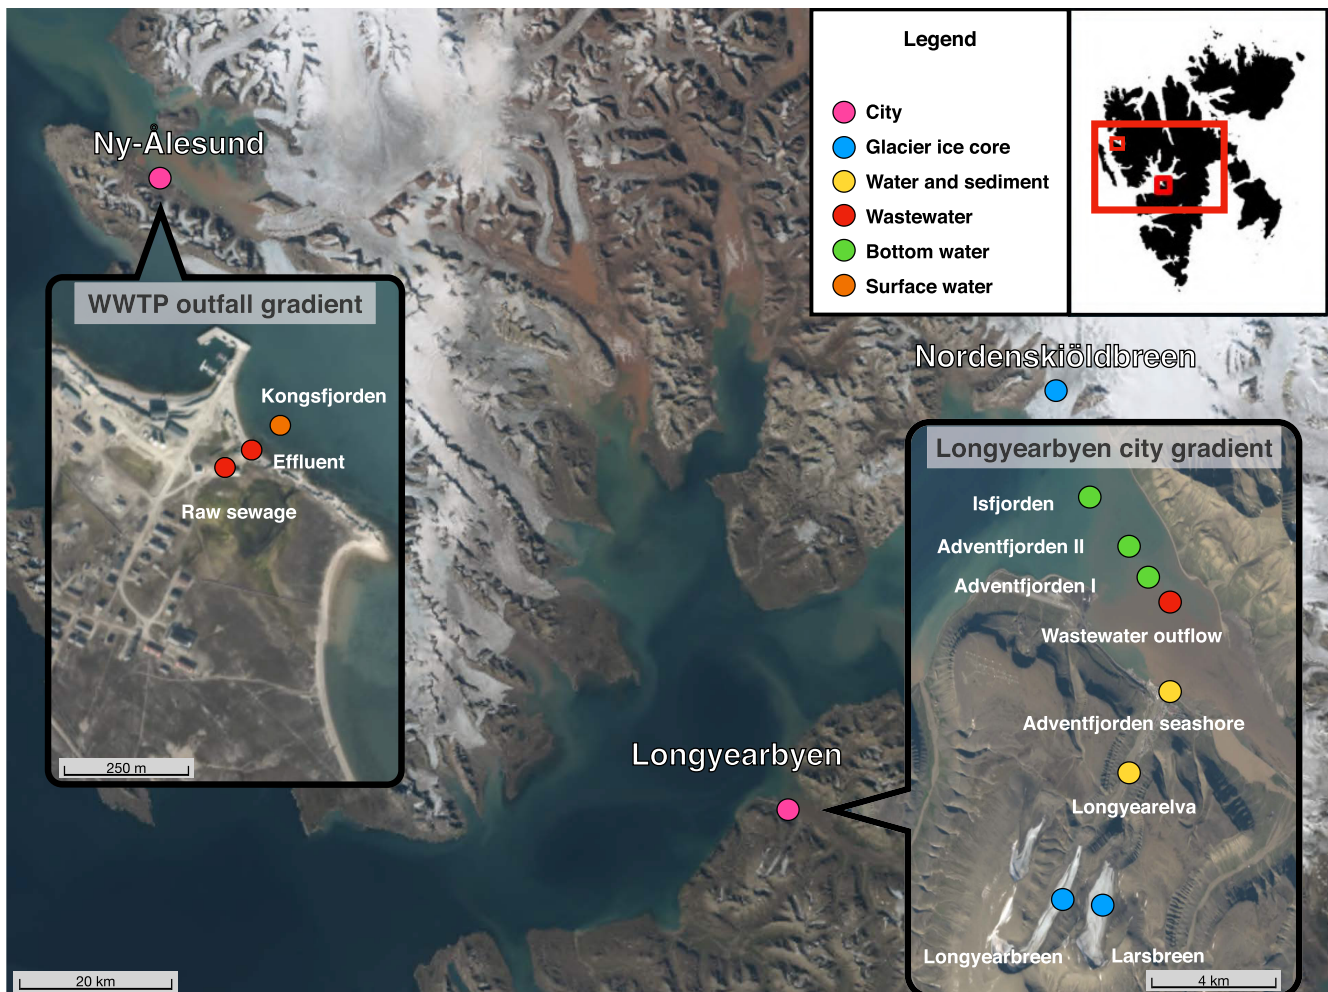 Legend
City
Glacier ice core
Water and sediment
Wastewater
Bottom water
Surface water
Ny-Ålesund
WWTP outfall gradient
Kongsfjorden
Effluent
Raw sewage
250 m
Nordenskiöldbreen
Longyearbyen city gradient
Isfjorden
Adventfjorden II
Adventfjorden I
Wastewater outflow
Adventfjorden seashore
Longyearelva
Longyearbreen
Larsbreen
4 km
Longyearbyen
20 km